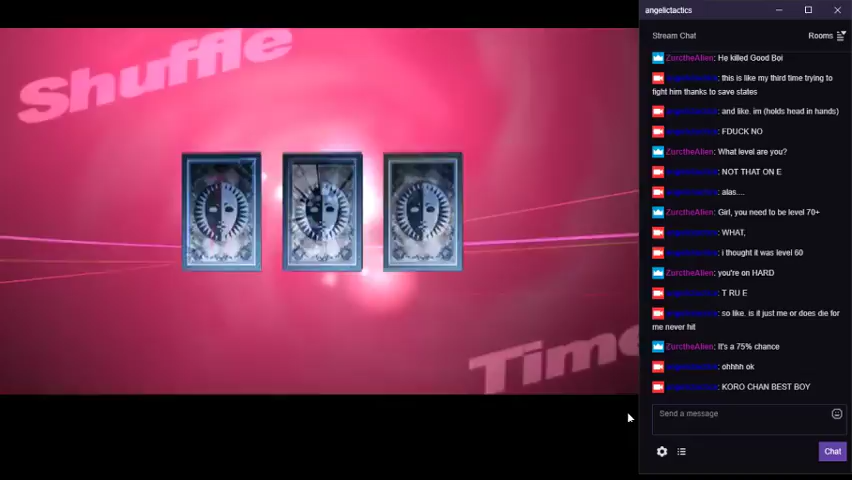 Shuffle
Time
angelictactics
Stream Chat
Rooms
ZurctheAlien: He killed Good Boi
: this is like my third time trying to
fight him thanks to save states
: and like. im (holds head in hands)
: FDUCK NO
ZurctheAlien: What level are you?
: NOT THAT ON E
: alas....
ZurctheAlien: Girl, you need to be level 70+
: WHAT,
: i thought it was level 60
ZurctheAlien: you're on HARD
: T RU E
: so like. is it just me or does die for
me never hit
ZurctheAlien: It's a 75% chance
: ohhhh ok
: KORO CHAN BEST BOY
Send a message
Chat